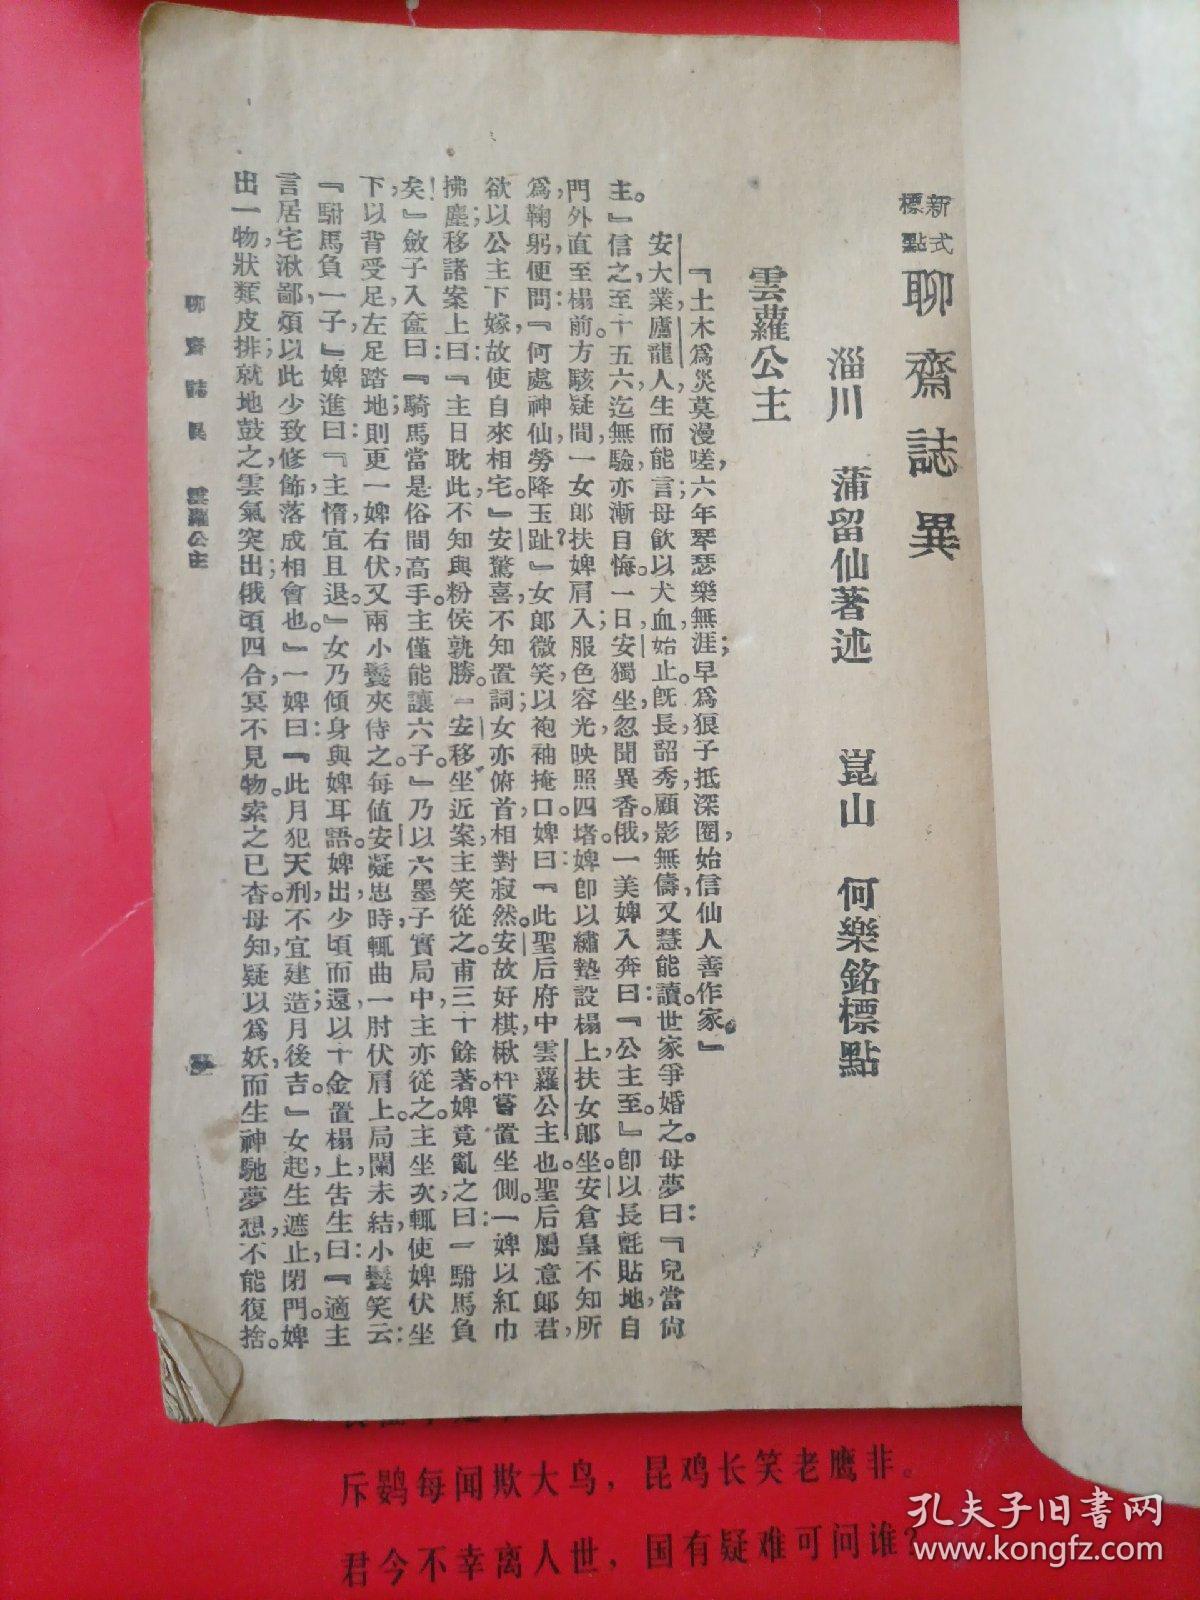 新式標點 聊齋誌異
淄川 蒲留仙著述 崑山 何樂銘標點
雲蘿公主
『土木爲災莫漫嗟，六年琴瑟樂無涯；早爲狼子抵深圈，始信仙人善作家。』
安大業，盧龍人。生而能言，母飮以犬血，始止。旣長，韶秀，顧影無儔；又慧，能讀。世家爭婚之。母夢曰：『兒當尙
主。』信之。至十五六，迄無驗，亦漸自悔。一日，安獨坐，忽聞異香。俄一美婢入，奔曰：『公主至。』卽以長氈貼地，自
門外直至榻前。方駭疑間，一女郎扶婢肩入；服色容光，映照四堵。婢卽以繡墊設榻上，扶女郎坐。安倉皇不知所
爲，鞠躬便問：『何處神仙，勞降玉趾？』女郎微笑，以袍袖掩口。婢曰：『此聖后府中雲蘿公主也。聖后屬意郎君，
欲以公主下嫁，故使自來相宅。』安驚喜，不知置詞；女亦俯首，相對寂然。安故好棋，楸枰嘗置坐側。一婢以紅巾
拂塵，移諸案上，曰：『主日耽此，不知與粉侯孰勝。』安移坐近案，主笑從之。甫三十餘著，婢竟亂之，曰：『駙馬負
矣！』斂子入盒，曰：『駙馬當是俗間高手，主僅能讓六子。』乃以六墨子實局中，主亦從之。主坐次，輒使婢伏坐
下，以背受足；左足踏地，則更一婢右伏。又兩小鬟夾侍之；每値安凝思時，輒曲一肘伏肩上。局闌未結，小鬟笑云：
『駙馬負一子。』婢進曰：『主惰，宜且退。』女乃傾身與婢耳語。婢出，少頃而還，以千金置榻上，告生曰：『適主
言居宅湫鄙，煩以此少致修飾，落成相會也。』一婢曰：『此月犯天刑，不宜建造；月後吉。』女起；生遮止，閉門。婢
出一物，狀類皮排，就地鼓之；雲氣突出，俄頃四合，冥不見物。索之已杳。母知，疑以爲妖；而生神馳夢想，不能復捨。
聊齋誌異 雲蘿公主
斥鷃每闻欺大鸟，昆鸡长笑老鹰非。
君今不幸离人世，国有疑难可问谁？
孔夫子旧书网
www.kongfz.com